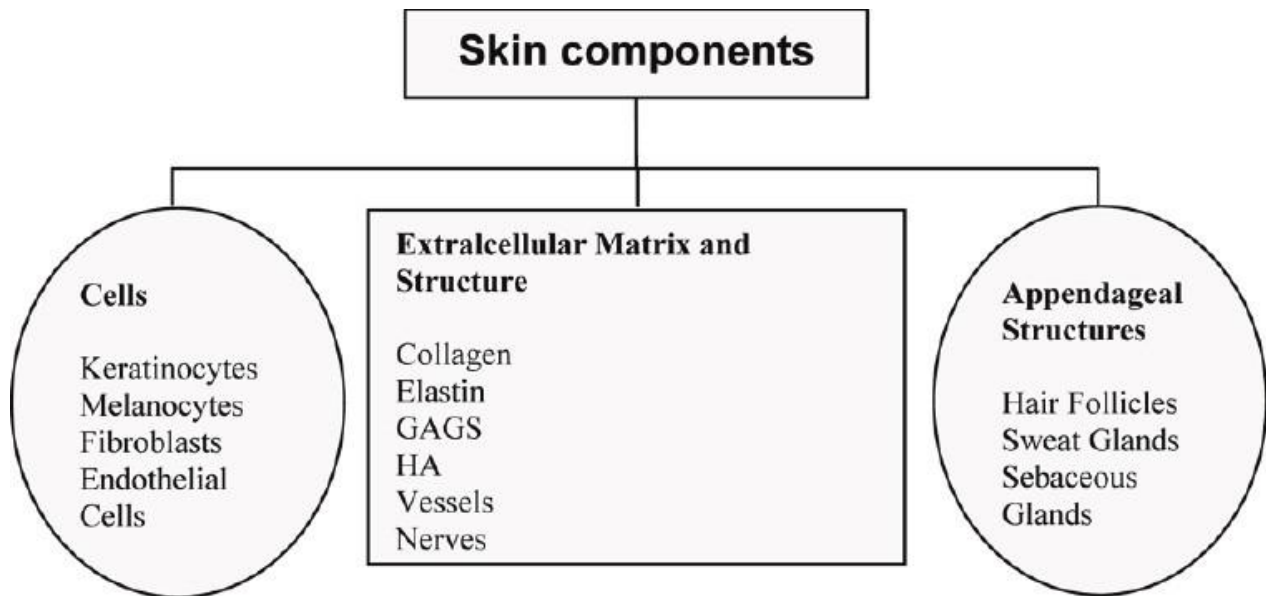 Skin components
Cells
Keratinocytes
Melanocytes
Fibroblasts
Endothelial
Cells
Extralcellular Matrix and
Structure
Collagen
Elastin
GAGS
HA
Vessels
Nerves
Appendageal
Structures
Hair Follicles
Sweat Glands
Sebaceous
Glands